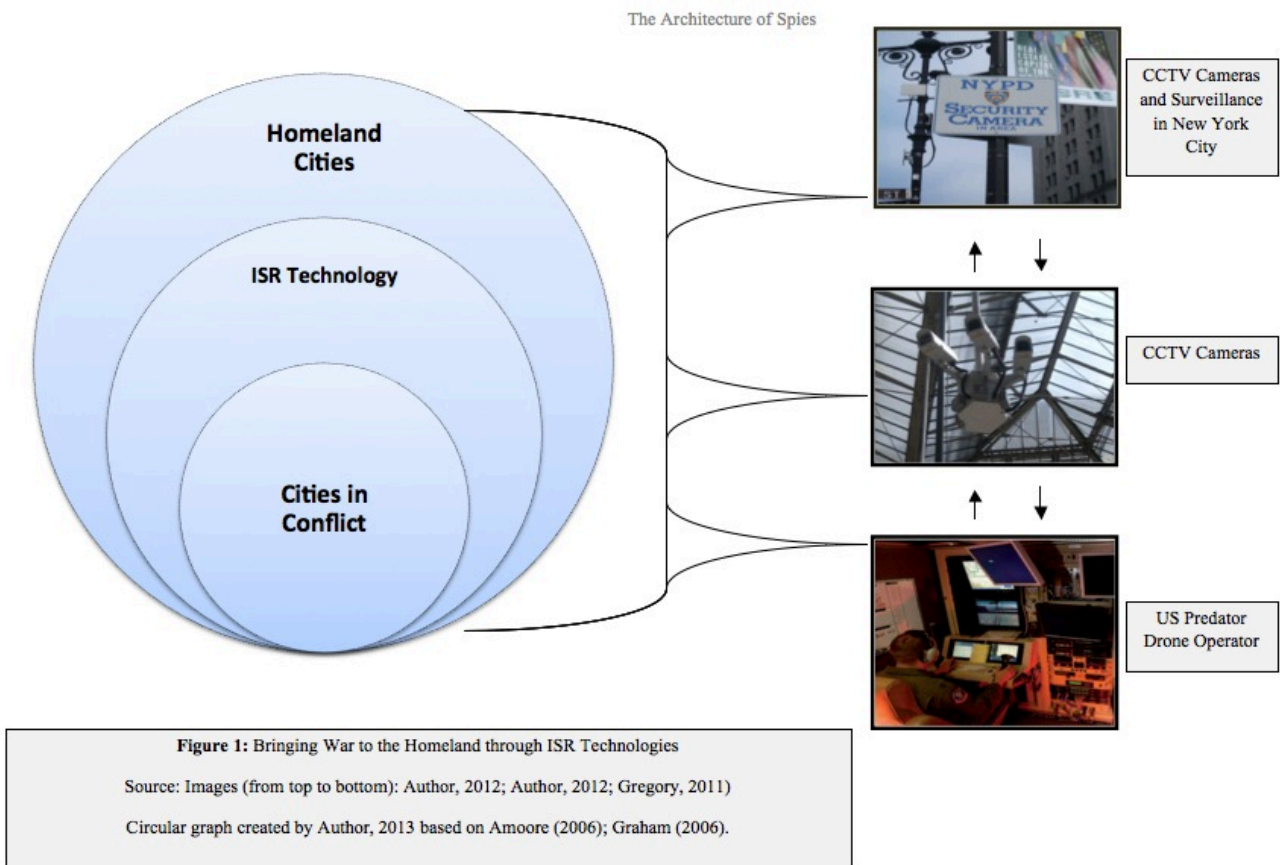 The Architecture of Spies
Homeland
Cities
ISR Technology
Cities in
Conflict
NYPD
SECURITY
CAMERA
IN AREA
CCTV Cameras
and Surveillance
in New York
City
CCTV Cameras
US Predator
Drone Operator
Figure 1: Bringing War to the Homeland through ISR Technologies
Source: Images (from top to bottom): Author, 2012; Author, 2012; Gregory, 2011)
Circular graph created by Author, 2013 based on Amoore (2006); Graham (2006).